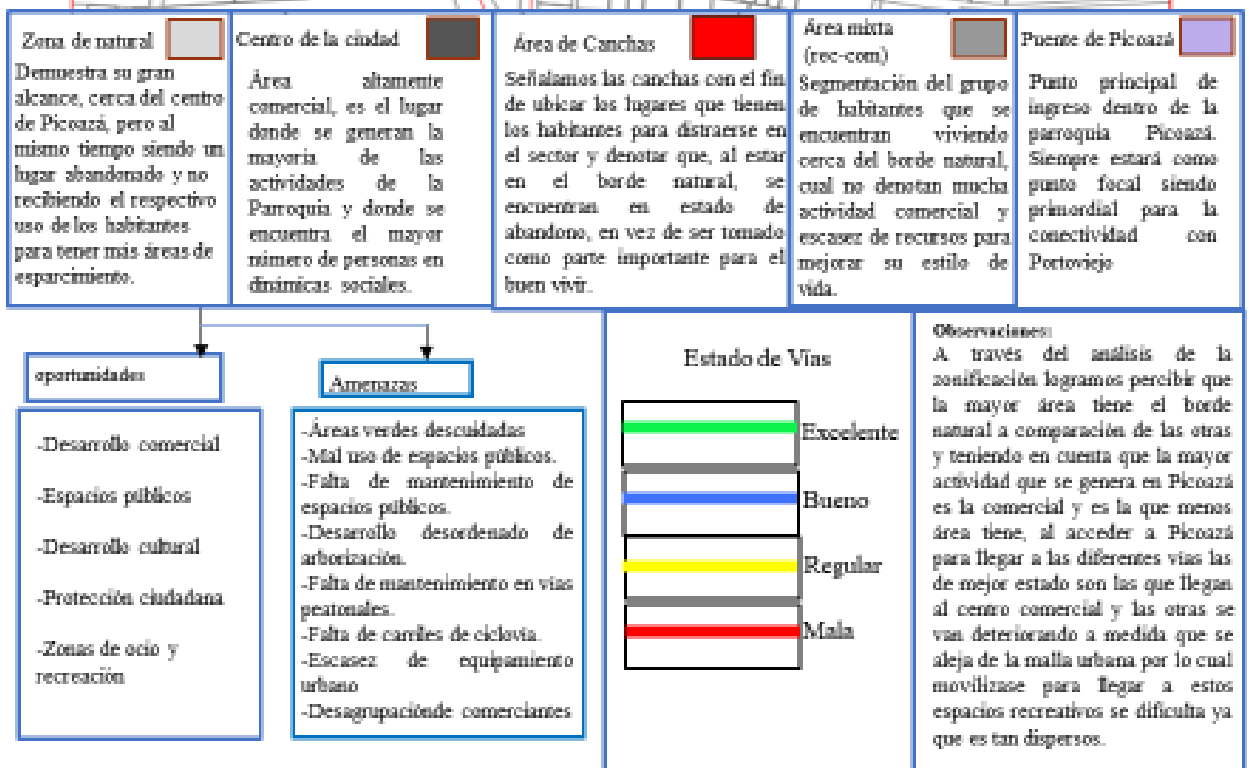 Zona de natural
Demuestra su gran
alcance, cerca del centro
de Picoazá, pero al
mismo tiempo siendo un
lugar abandonado y no
recibiendo el respectivo
uso de los habitantes
para tener más áreas de
esparcimiento.
Centro de la ciudad
Área altamente
comercial, es el lugar
donde se generan la
mayoría de las
actividades de la
Parroquia y donde se
encuentra el mayor
número de personas en
dinámicas sociales.
Área de Canchas
Señalamos las canchas con el fin
de ubicar los lugares que tienen
los habitantes para distraerse en
el sector y denotar que, al estar
en el borde natural, se
encuentran en estado de
abandono, en vez de ser tomado
como parte importante para el
buen vivir.
Área mixta
(rec-com)
Segmentación del grupo
de habitantes que se
encuentran viviendo
cerca del borde natural,
cual no denotan mucha
actividad comercial y
escasez de recursos para
mejorar su estilo de
vida.
Puente de Picoazá
Punto principal de
ingreso dentro de la
parroquia Picoazá.
Siempre estará como
punto focal siendo
primordial para la
conectividad con
Portoviejo
oportunidades
-Desarrollo comercial
-Espacios públicos
-Desarrollo cultural
-Protección ciudadana
-Zonas de ocio y
recreación
Amenazas
-Áreas verdes descuidadas
-Mal uso de espacios públicos.
-Falta de mantenimiento de
espacios públicos.
-Desarrollo desordenado de
arborización.
-Falta de mantenimiento en vías
peatonales.
-Falta de carriles de ciclovía.
-Escasez de equipamiento
urbano
-Desagrupaciónde comerciantes
Estado de Vías
Excelente
Bueno
Regular
Mala
Observaciones:
A través del análisis de la
zonificación logramos percibir que
la mayor área tiene el borde
natural a comparación de las otras
y teniendo en cuenta que la mayor
actividad que se genera en Picoazá
es la comercial y es la que menos
área tiene, al acceder a Picoazá
para llegar a las diferentes vías las
de mejor estado son las que llegan
al centro comercial y las otras se
van deteriorando a medida que se
aleja de la malla urbana por lo cual
movilizase para llegar a estos
espacios recreativos se dificulta ya
que es tan dispersos.